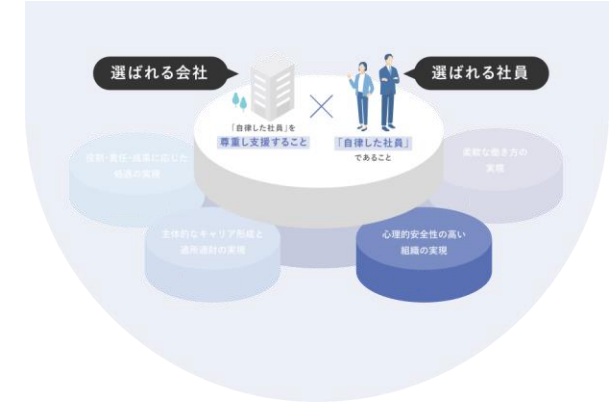 選ばれる会社
選ばれる社員
「自律した社員」を
尊重し支援すること
「自律した社員」
であること
役割・責任・成果に応じた
処遇の実現
柔軟な働き方の
実現
主体的なキャリア形成と
適所適財の実現
心理的安全性の高い
組織の実現